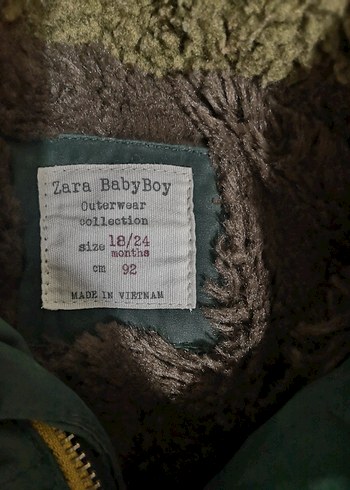 Zara BabyBoy
Outerwear
collection
size 18/24
months
cm 92
MADE IN VIETNAM